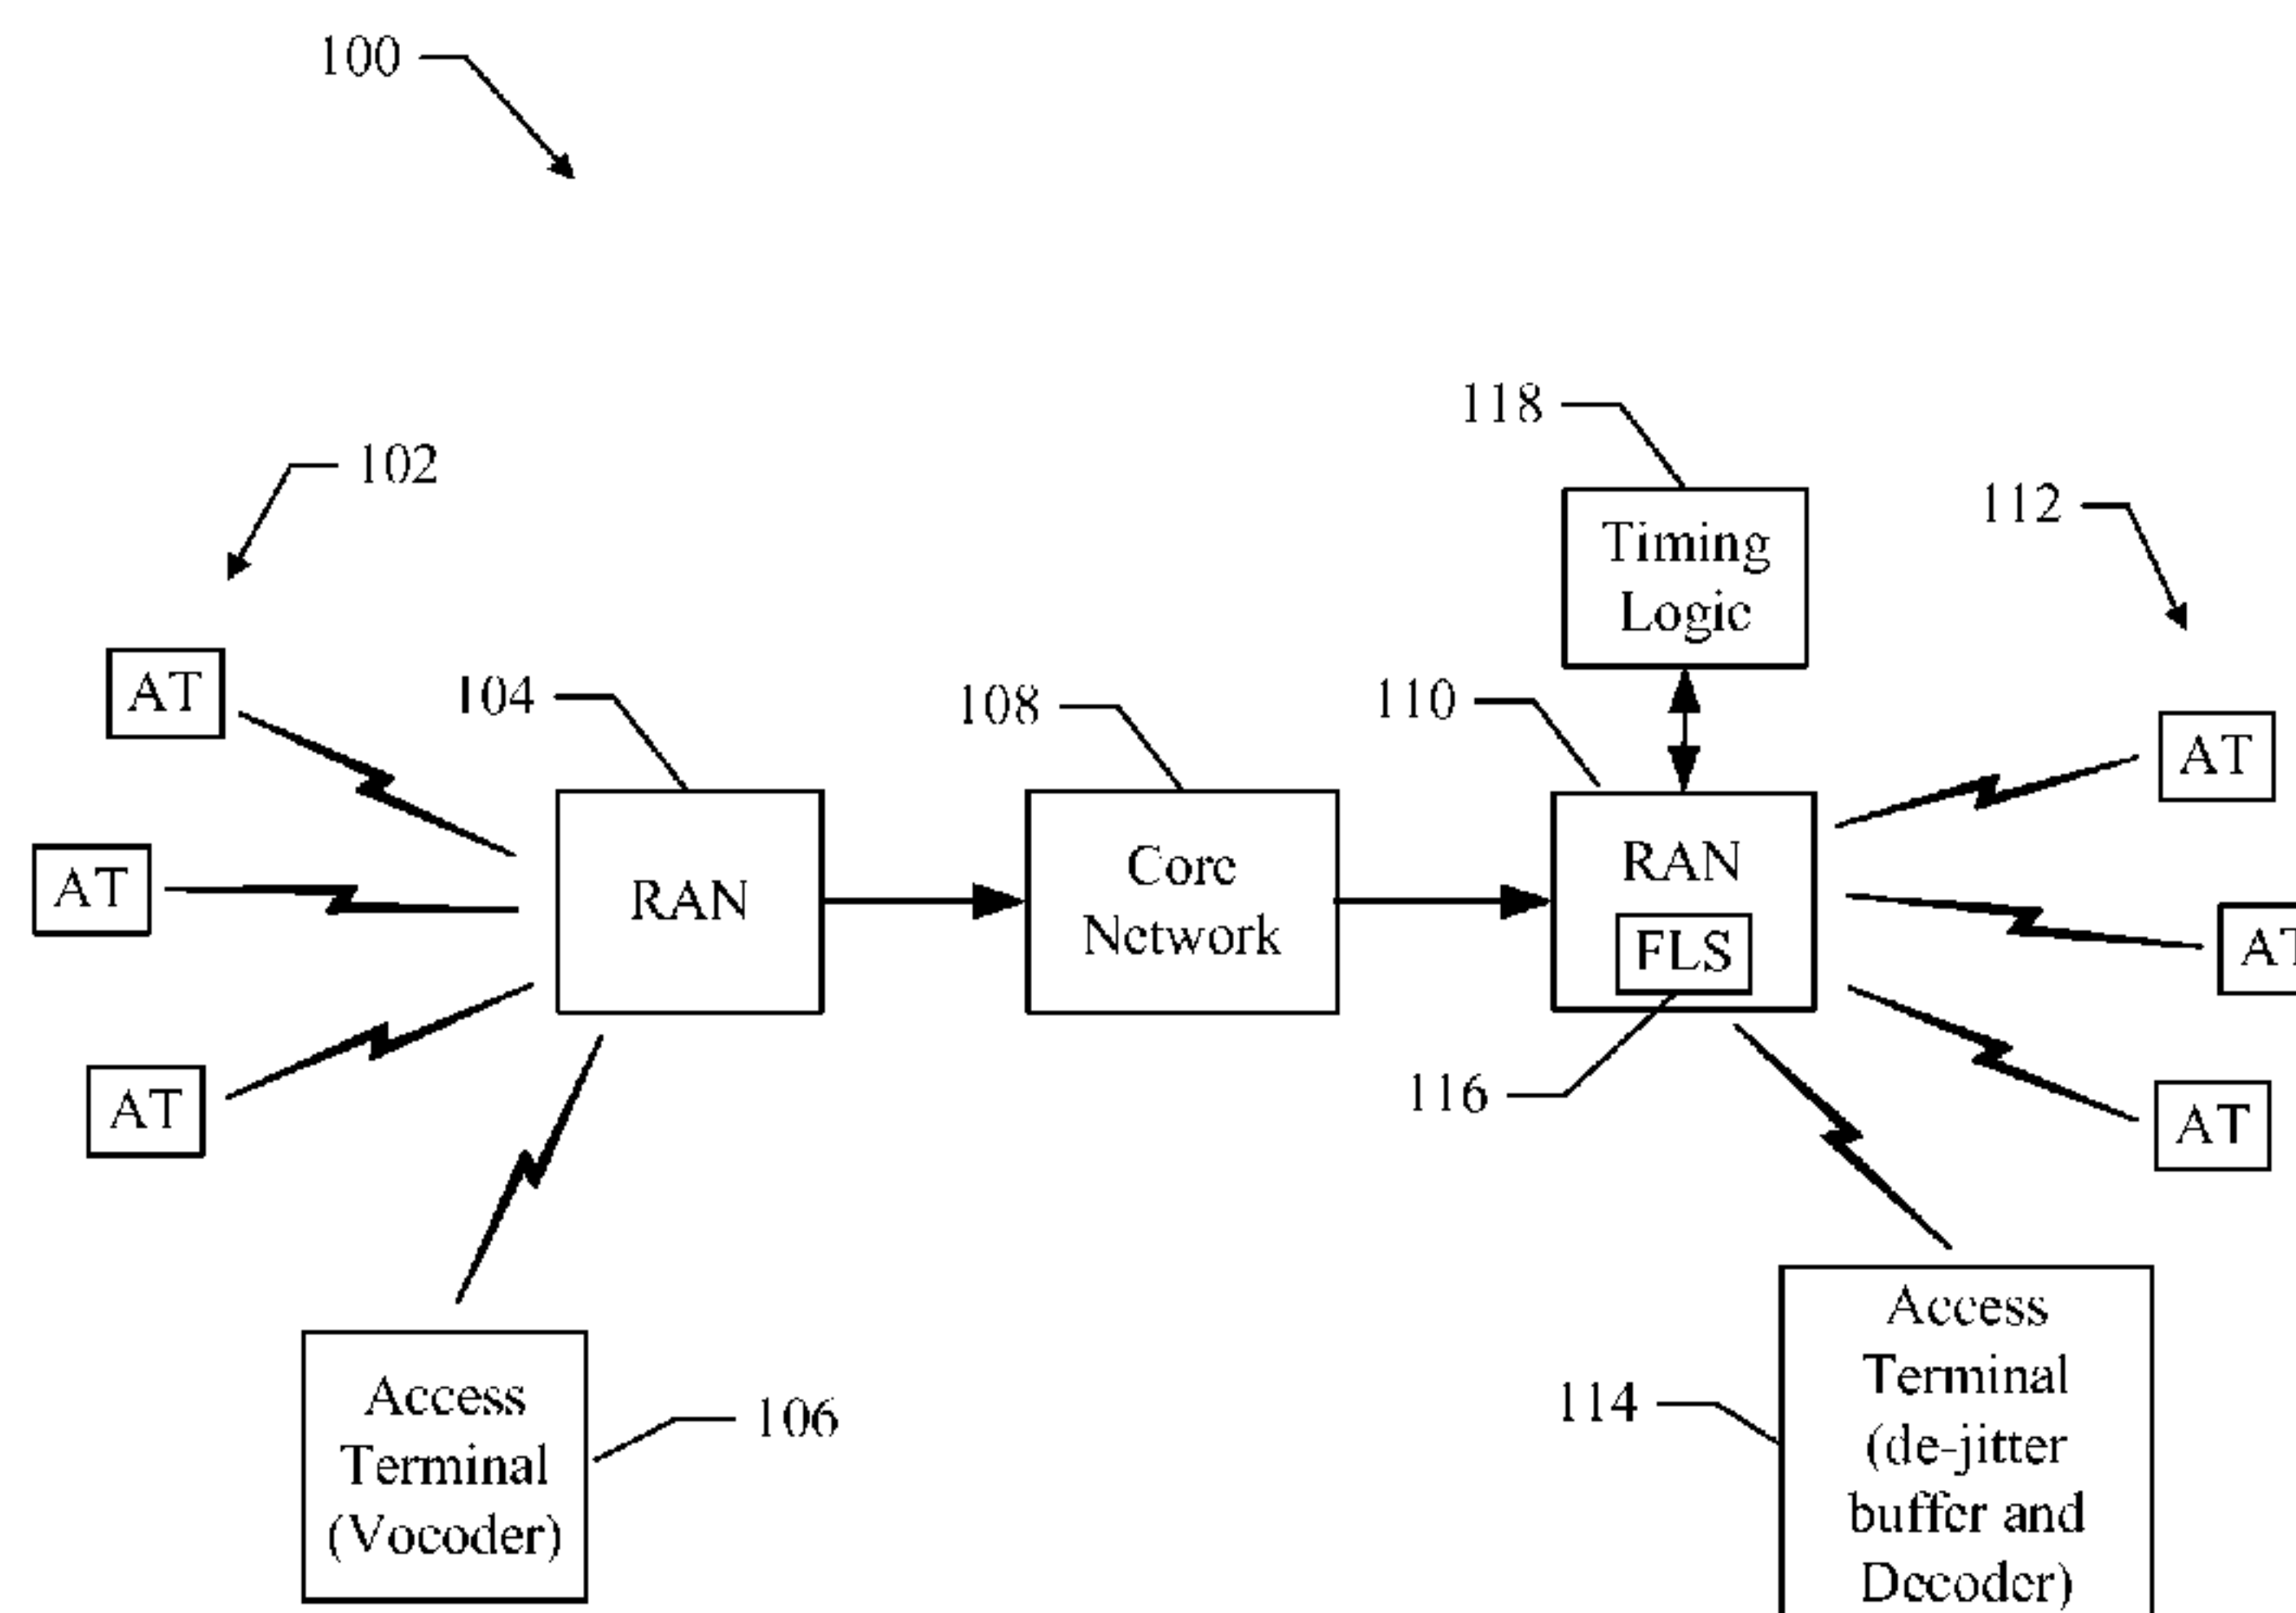 100
118
102
112
Timing
Logic
AT
104
108
110
AT
AT
RAN
Core
Network
RAN
FLS
AT
AT
116
AT
Access
Terminal
(Vocoder)
106
114
Access
Terminal
(de-jitter
buffer and
Decoder)